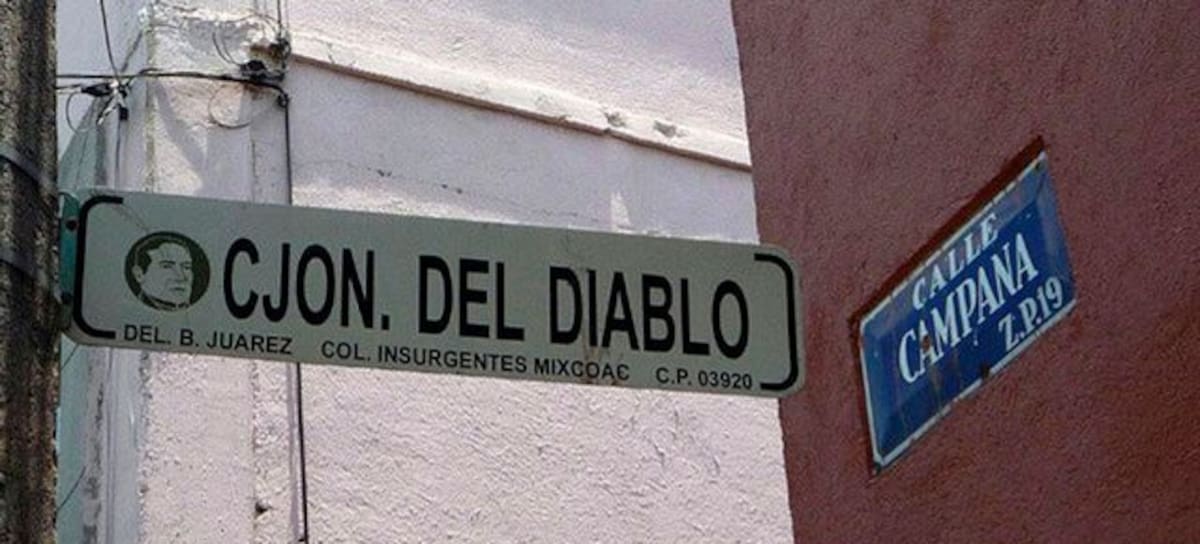 CJON. DEL DIABLO
DEL. B. JUAREZ COL. INSURGENTES MIXCOAC C.P. 03920
CALLE
CAMPANA
Z.P.19